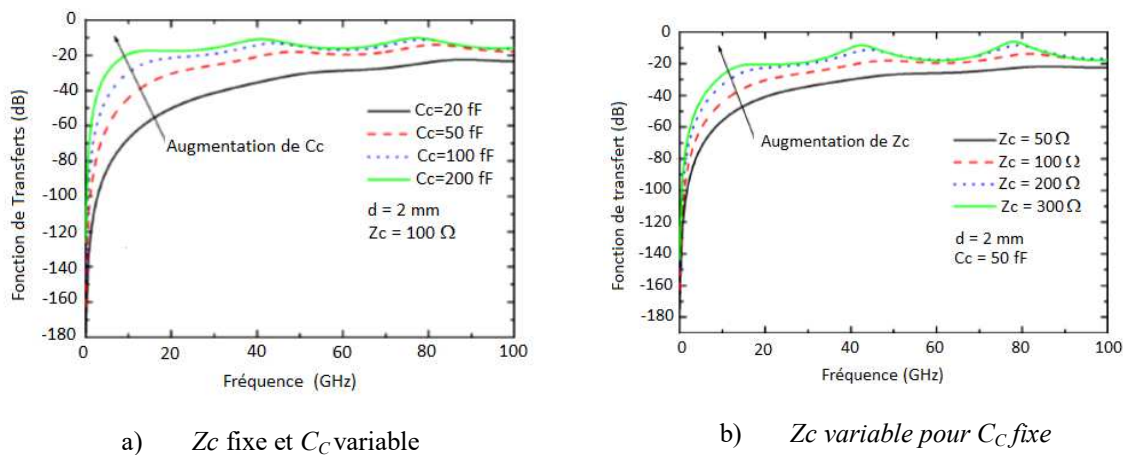 Fonction de Transferts (dB)
0
-20
-40
-60
-80
-100
-120
-140
-160
-180
0
20
40
60
80
100
Fréquence (GHz)
Augmentation de Cc
Cc=20 fF
Cc=50 fF
Cc=100 fF
Cc=200 fF
d = 2 mm
Zc = 100 Ω
a) Zc fixe et CC variable
Fonction de transfert (dB)
0
-20
-40
-60
-80
-100
-120
-140
-160
-180
0
20
40
60
80
100
Fréquence (GHz)
Augmentation de Zc
Zc = 50 Ω
Zc = 100 Ω
Zc = 200 Ω
Zc = 300 Ω
d = 2 mm
Cc = 50 fF
b) Zc variable pour CC fixe